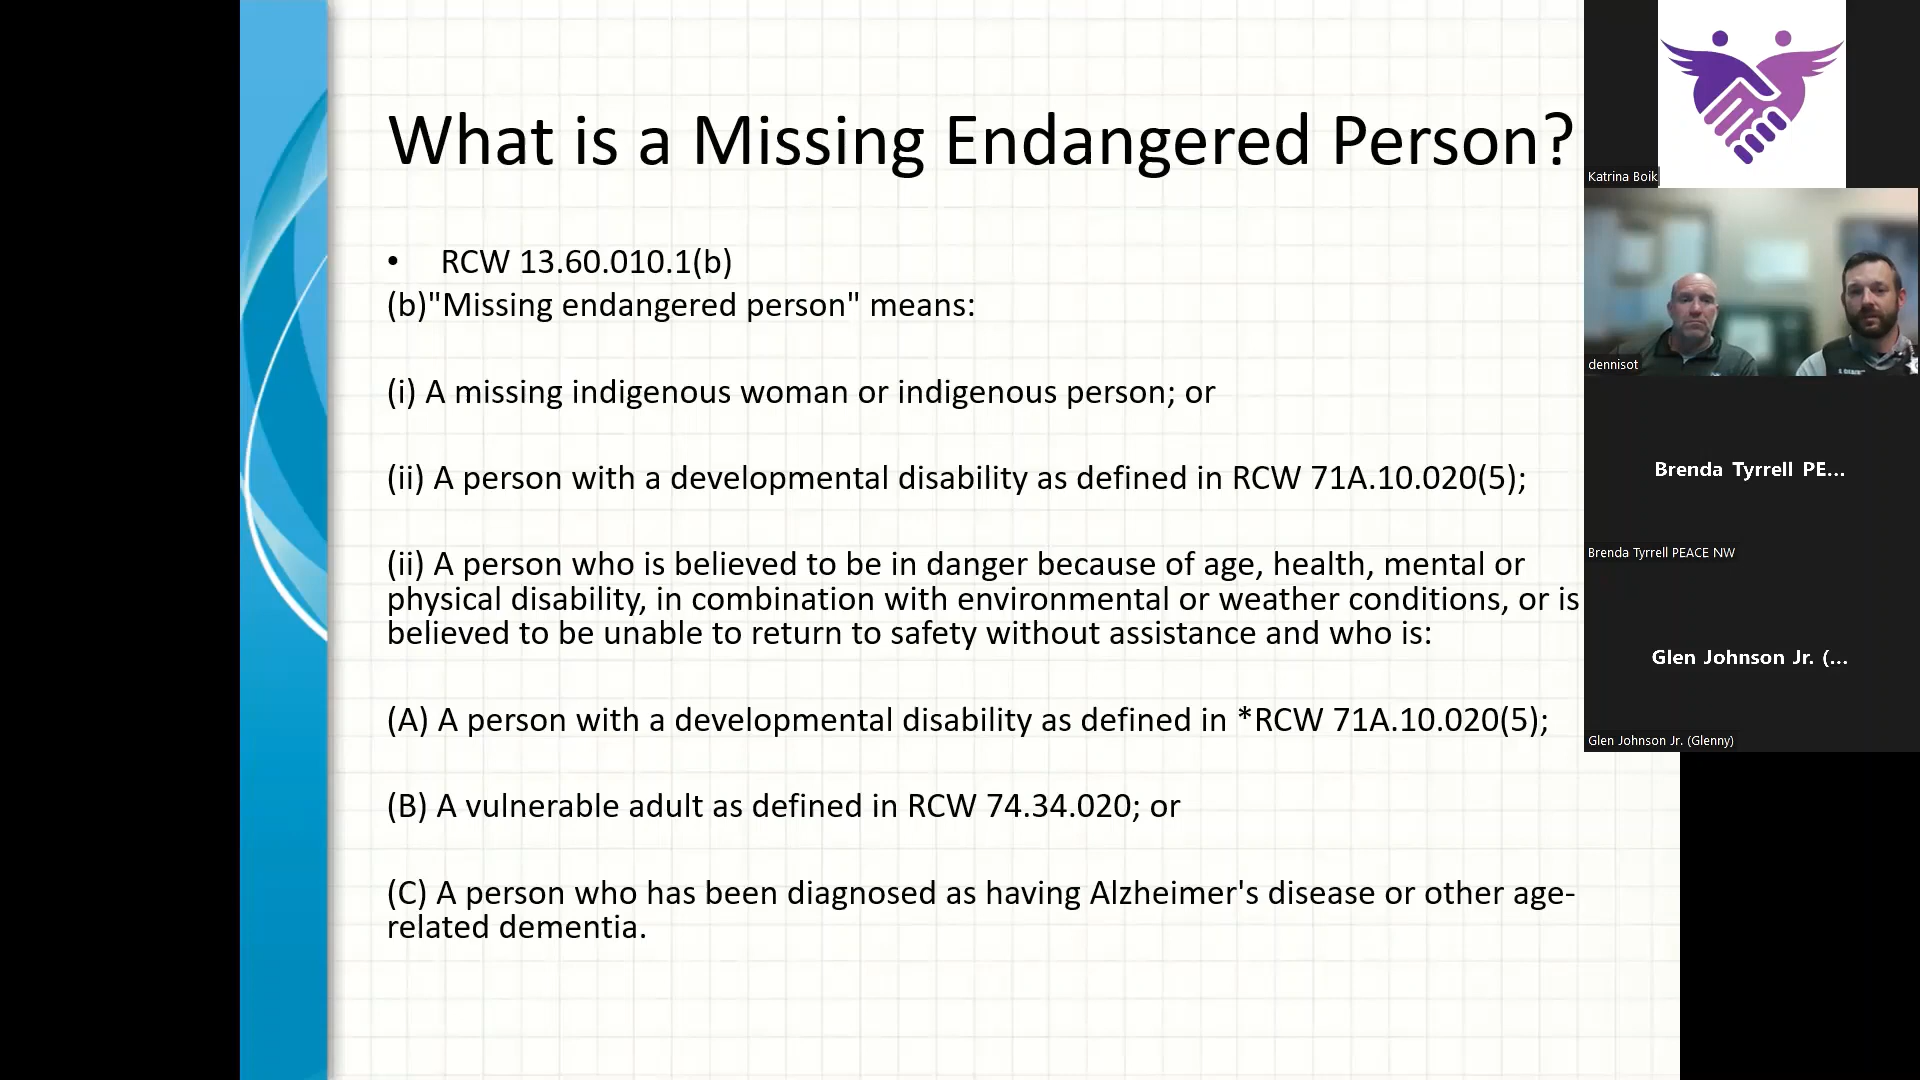 What is a Missing Endangered Person?
• RCW 13.60.010.1(b)
(b)"Missing endangered person" means:
(i) A missing indigenous woman or indigenous person; or
(ii) A person with a developmental disability as defined in RCW 71A.10.020(5);
(ii) A person who is believed to be in danger because of age, health, mental or
physical disability, in combination with environmental or weather conditions, or is
believed to be unable to return to safety without assistance and who is:
(A) A person with a developmental disability as defined in *RCW 71A.10.020(5);
(B) A vulnerable adult as defined in RCW 74.34.020; or
(C) A person who has been diagnosed as having Alzheimer's disease or other age-
related dementia.
Katrina Boik
dennisot
Brenda Tyrrell PE...
Brenda Tyrrell PEACE NW
Glen Johnson Jr. (...
Glen Johnson Jr. (Glenny)